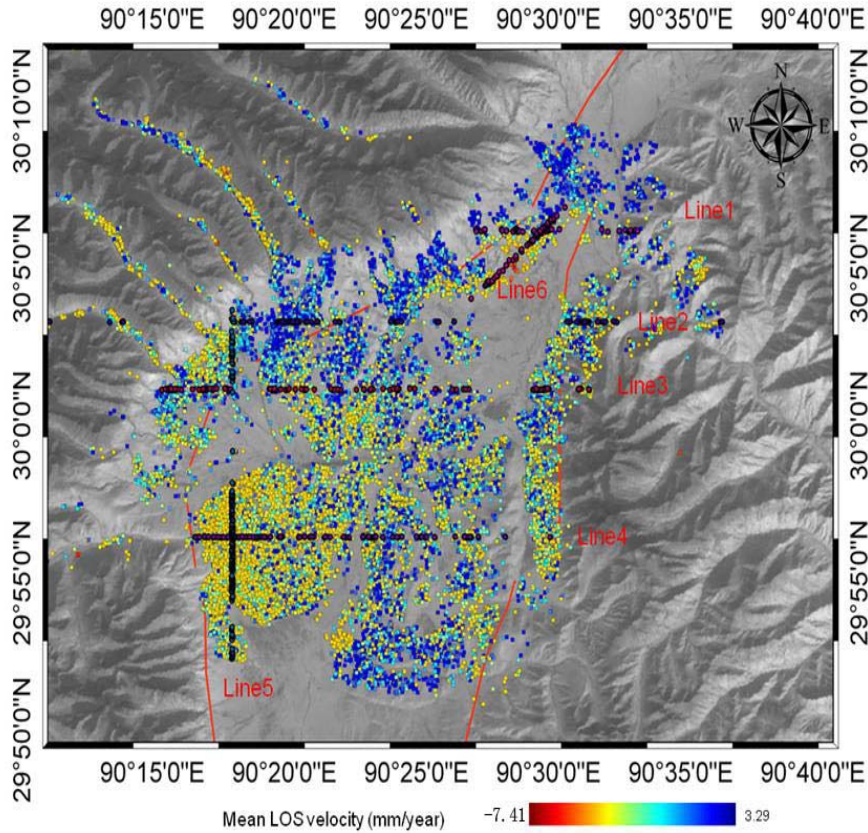 90°15'0"E 90°20'0"E 90°25'0"E 90°30'0"E 90°35'0"E 90°40'0"E
30°10'0"N 30°10'0"N
N
W E
S
Line1
30°5'0"N 30°5'0"N
Line6
Line2
Line3
30°0'0"N 30°0'0"N
Line4
29°55'0"N 29°55'0"N
Line5
29°50'0"N 29°50'0"N
90°15'0"E 90°20'0"E 90°25'0"E 90°30'0"E 90°35'0"E 90°40'0"E
Mean LOS velocity (mm/year) -7.41 3.29